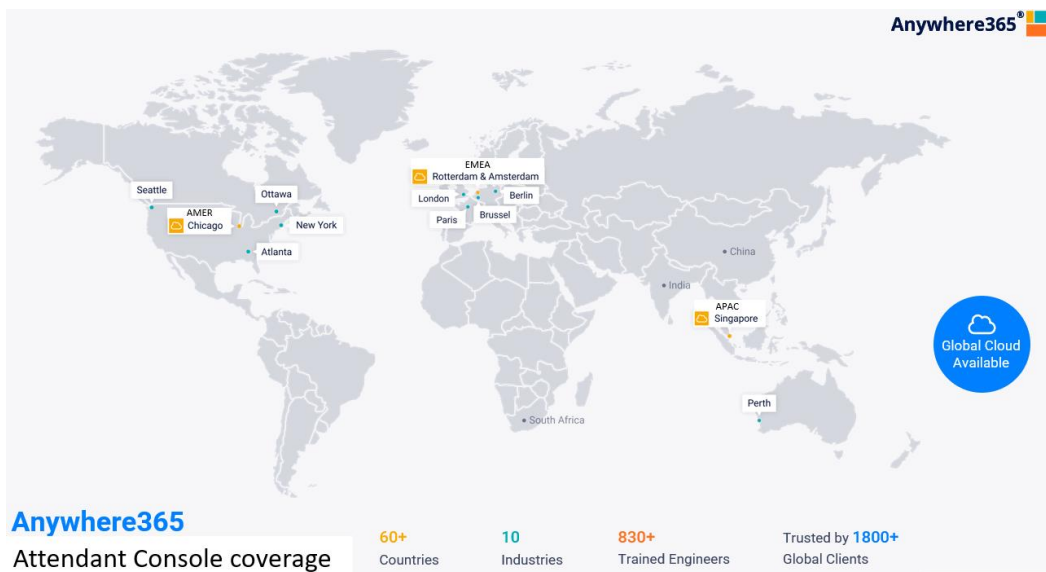 Anywhere365®
EMEA
Rotterdam & Amsterdam
Seattle
Ottawa
London
Berlin
AMER
Chicago
Paris
Brussel
New York
Atlanta
China
India
APAC
Singapore
Global Cloud
Available
Perth
South Africa
Anywhere365
Attendant Console coverage
60+
Countries
10
Industries
830+
Trained Engineers
Trusted by 1800+
Global Clients